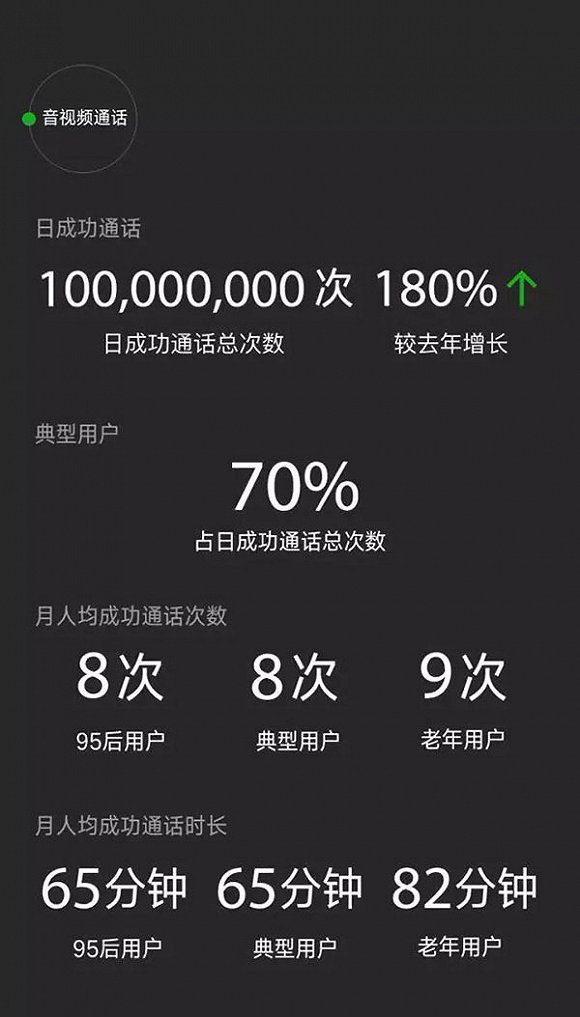 音视频通话
日成功通话
100,000,000 次 180%↑
日成功通话总次数 较去年增长
典型用户
70%
占日成功通话总次数
月人均成功通话次数
8次 8次 9次
95后用户 典型用户 老年用户
月人均成功通话时长
65分钟 65分钟 82分钟
95后用户 典型用户 老年用户